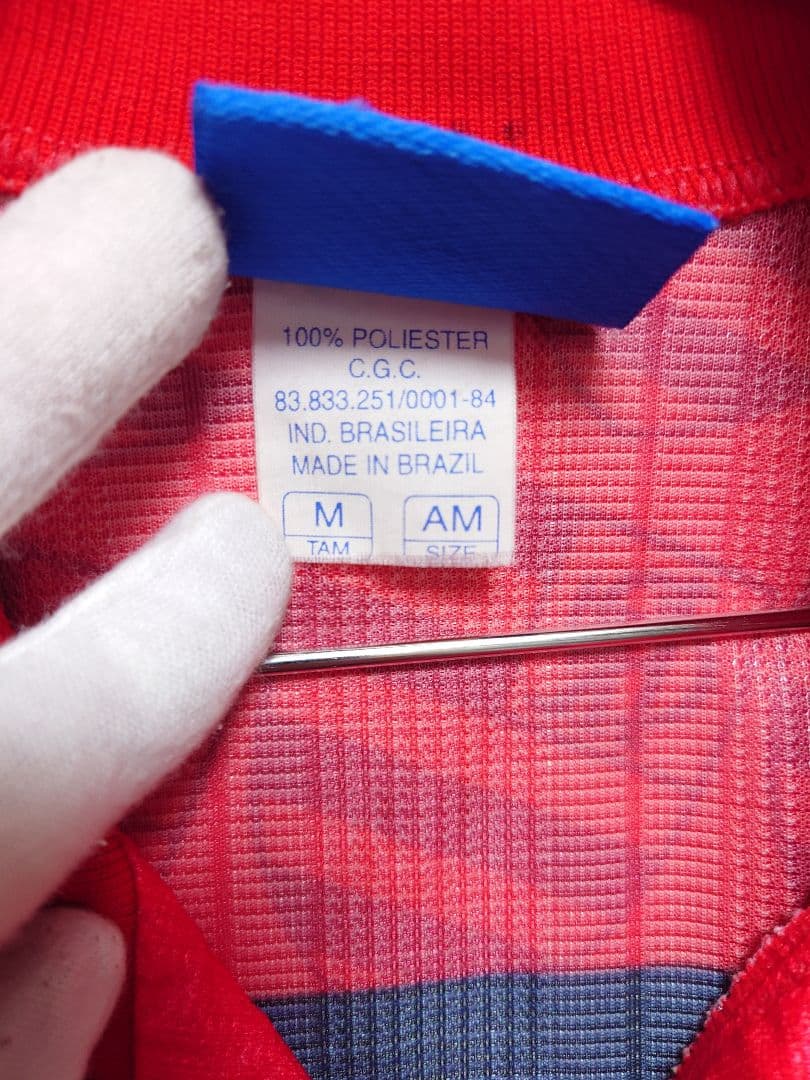 100% POLIESTER
C.G.C.
83.833.251/0001-84
IND. BRASILEIRA
MADE IN BRAZIL
M AM
TAM SIZE